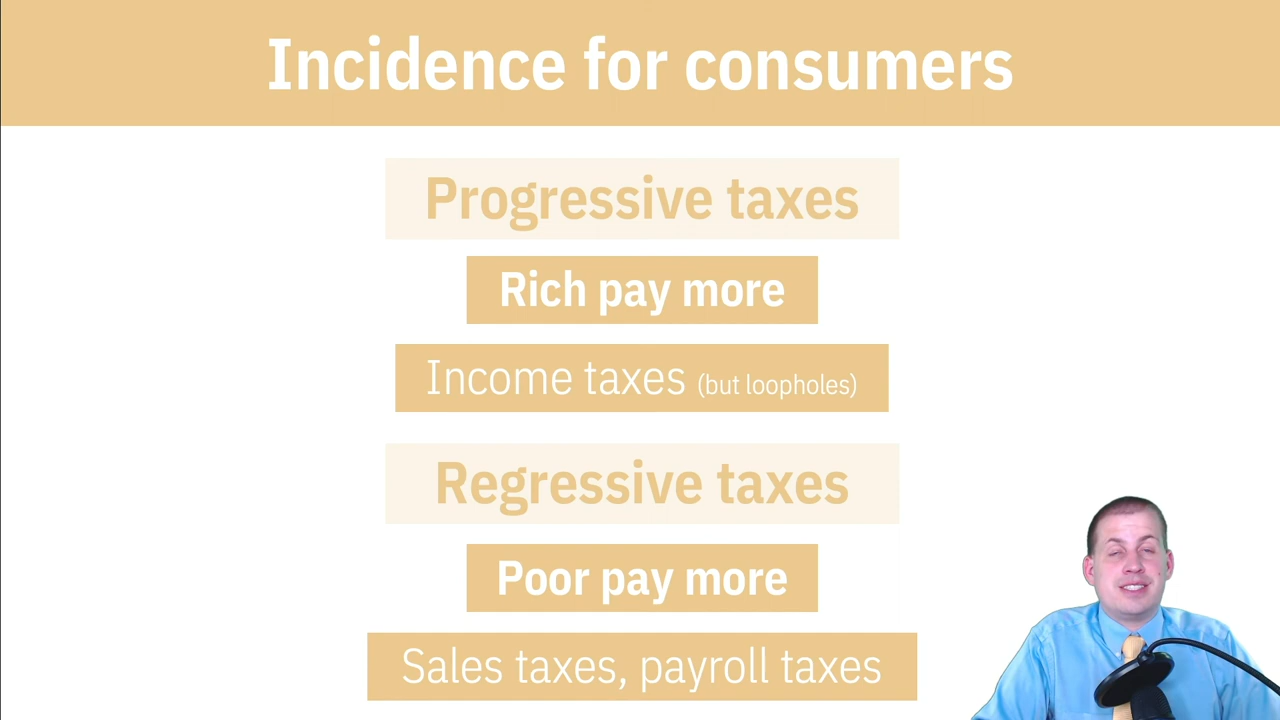 Incidence for consumers
Progressive taxes
Rich pay more
Income taxes (but loopholes)
Regressive taxes
Poor pay more
Sales taxes, payroll taxes